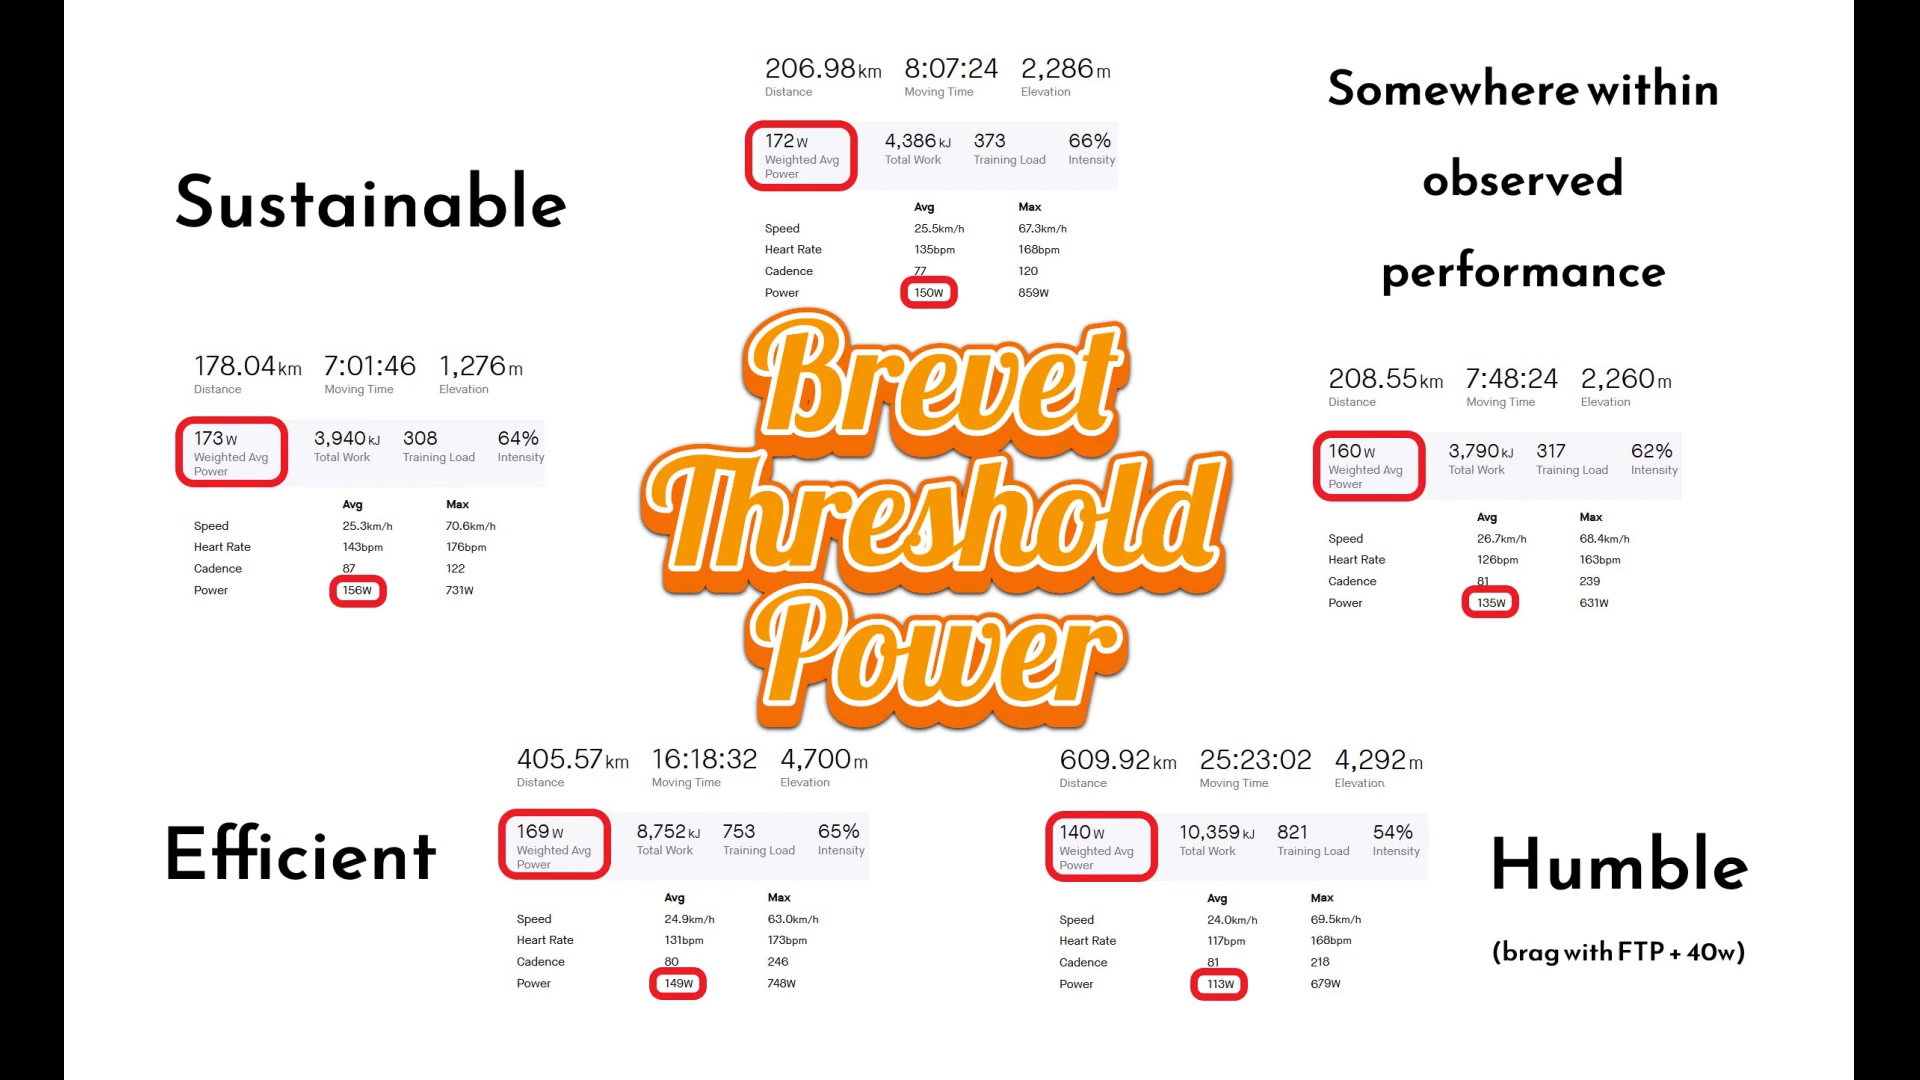 206.98km 8:07:24 2,286m
Distance Moving Time Elevation
172W 4,386kJ 373 66%
Weighted Avg Power Total Work Training Load Intensity
Avg Max
Speed 25.5km/h 67.3km/h
Heart Rate 135bpm 168bpm
Cadence 77 120
Power 150W 859W
Somewhere within
observed
performance
Sustainable
178.04km 7:01:46 1,276m
Distance Moving Time Elevation
173W 3,940kJ 308 64%
Weighted Avg Power Total Work Training Load Intensity
Avg Max
Speed 25.3km/h 70.6km/h
Heart Rate 143bpm 176bpm
Cadence 87 122
Power 156W 731W
Brevet
Threshold
Power
208.55km 7:48:24 2,260m
Distance Moving Time Elevation
160W 3,790kJ 317 62%
Weighted Avg Power Total Work Training Load Intensity
Avg Max
Speed 26.7km/h 68.4km/h
Heart Rate 126bpm 163bpm
Cadence 81 239
Power 135W 631W
Efficient
405.57km 16:18:32 4,700m
Distance Moving Time Elevation
169W 8,752kJ 753 65%
Weighted Avg Power Total Work Training Load Intensity
Avg Max
Speed 24.9km/h 63.0km/h
Heart Rate 131bpm 173bpm
Cadence 80 246
Power 149W 748W
609.92km 25:23:02 4,292m
Distance Moving Time Elevation
140W 10,359kJ 821 54%
Weighted Avg Power Total Work Training Load Intensity
Avg Max
Speed 24.0km/h 69.5km/h
Heart Rate 117bpm 168bpm
Cadence 81 218
Power 113W 679W
Humble
(brag with FTP + 40w)